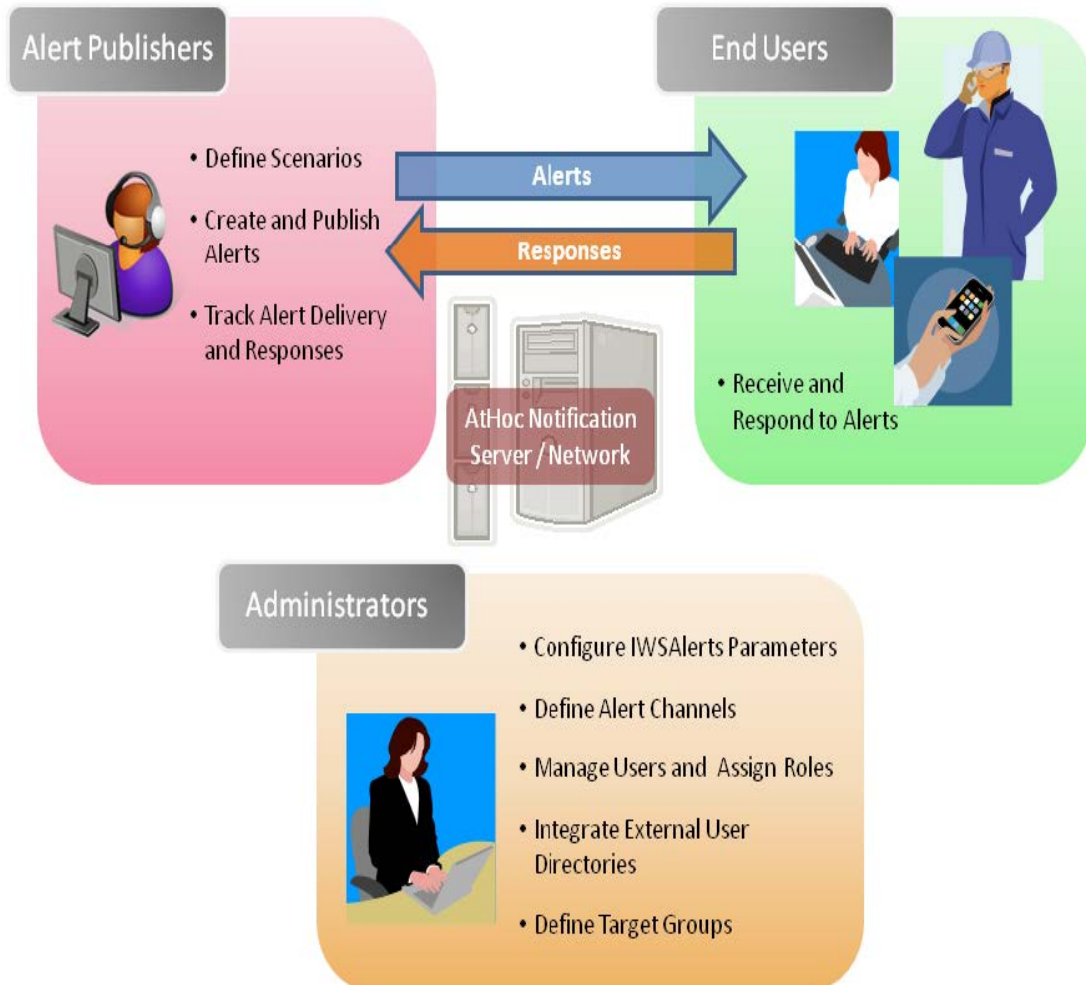 Alert Publishers
• Define Scenarios
• Create and Publish
Alerts
• Track Alert Delivery
and Responses
Alerts
Responses
End Users
• Receive and
Respond to Alerts
AtHoc Notification
Server / Network
Administrators
• Configure IWSAlerts Parameters
• Define Alert Channels
• Manage Users and Assign Roles
• Integrate External User
Directories
• Define Target Groups